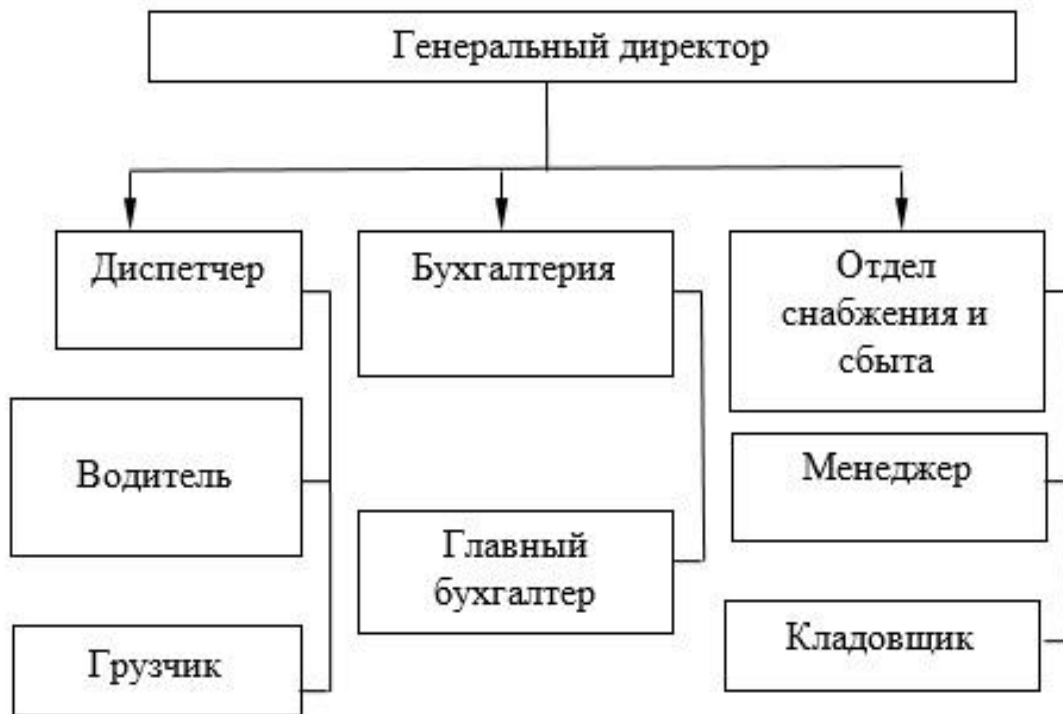 Генеральный директор
Диспетчер
Бухгалтерия
Отдел
снабжения и
сбыта
Водитель
Менеджер
Главный
бухгалтер
Грузчик
Кладовщик